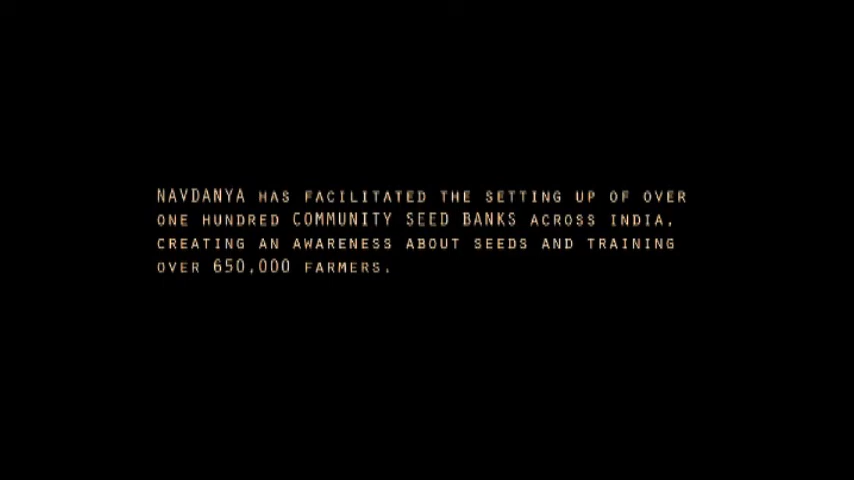 NAVDANYA HAS FACILITATED THE SETTING UP OF OVER
ONE HUNDRED COMMUNITY SEED BANKS ACROSS INDIA,
CREATING AN AWARENESS ABOUT SEEDS AND TRAINING
OVER 650,000 FARMERS.